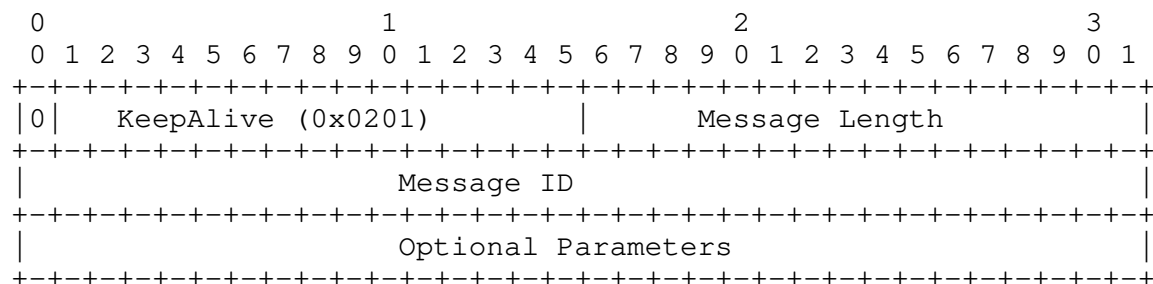 0                   1                   2                   3
 0 1 2 3 4 5 6 7 8 9 0 1 2 3 4 5 6 7 8 9 0 1 2 3 4 5 6 7 8 9 0 1
+-+-+-+-+-+-+-+-+-+-+-+-+-+-+-+-+-+-+-+-+-+-+-+-+-+-+-+-+-+-+-+-+
|0|   KeepAlive (0x0201)        |      Message Length           |
+-+-+-+-+-+-+-+-+-+-+-+-+-+-+-+-+-+-+-+-+-+-+-+-+-+-+-+-+-+-+-+-+
|                     Message ID                                |
+-+-+-+-+-+-+-+-+-+-+-+-+-+-+-+-+-+-+-+-+-+-+-+-+-+-+-+-+-+-+-+-+
|                     Optional Parameters                       |
+-+-+-+-+-+-+-+-+-+-+-+-+-+-+-+-+-+-+-+-+-+-+-+-+-+-+-+-+-+-+-+-+